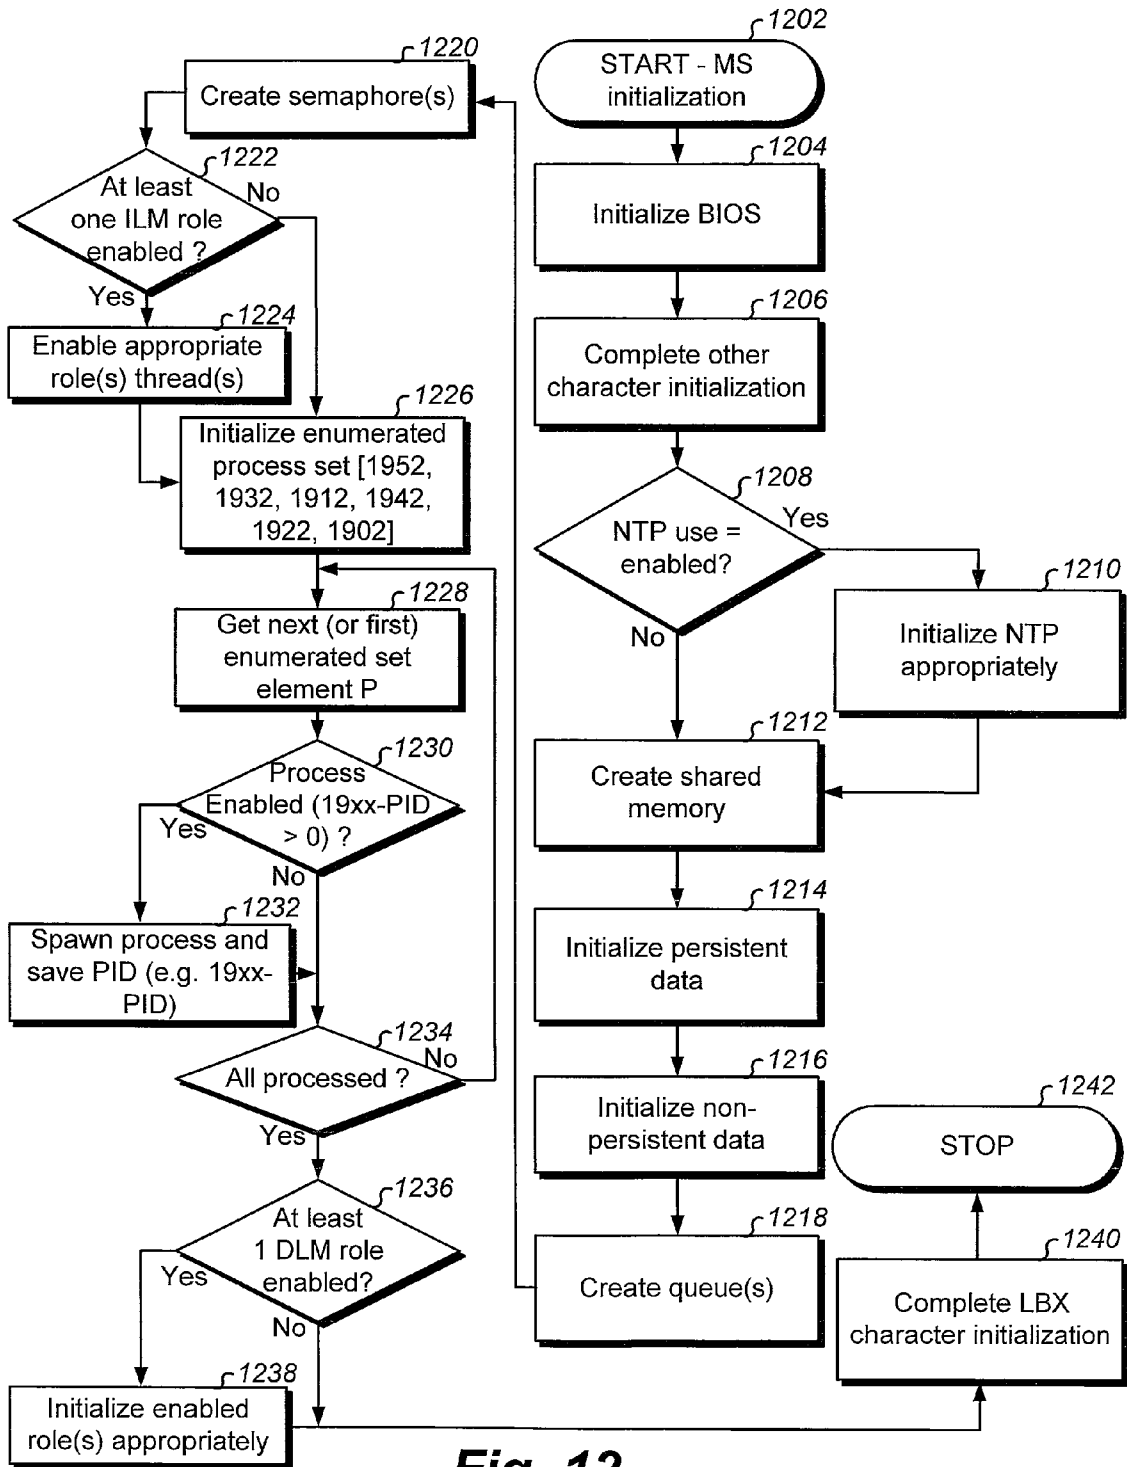 1202
START - MS
initialization
1204
Initialize BIOS
1206
Complete other
character initialization
1208
NTP use =
enabled?
Yes
No
1210
Initialize NTP
appropriately
1212
Create shared
memory
1214
Initialize persistent
data
1216
Initialize non-
persistent data
1218
Create queue(s)
1220
Create semaphore(s)
1222
At least
one ILM role
enabled ?
No
Yes
1224
Enable appropriate
role(s) thread(s)
1226
Initialize enumerated
process set [1952,
1932, 1912, 1942,
1922, 1902]
1228
Get next (or first)
enumerated set
element P
1230
Process
Enabled (19xx-PID
> 0) ?
Yes
No
1232
Spawn process and
save PID (e.g. 19xx-
PID)
1234
All processed ?
No
Yes
1236
At least
1 DLM role
enabled?
Yes
No
1238
Initialize enabled
role(s) appropriately
1240
Complete LBX
character initialization
1242
STOP
Fig. 12